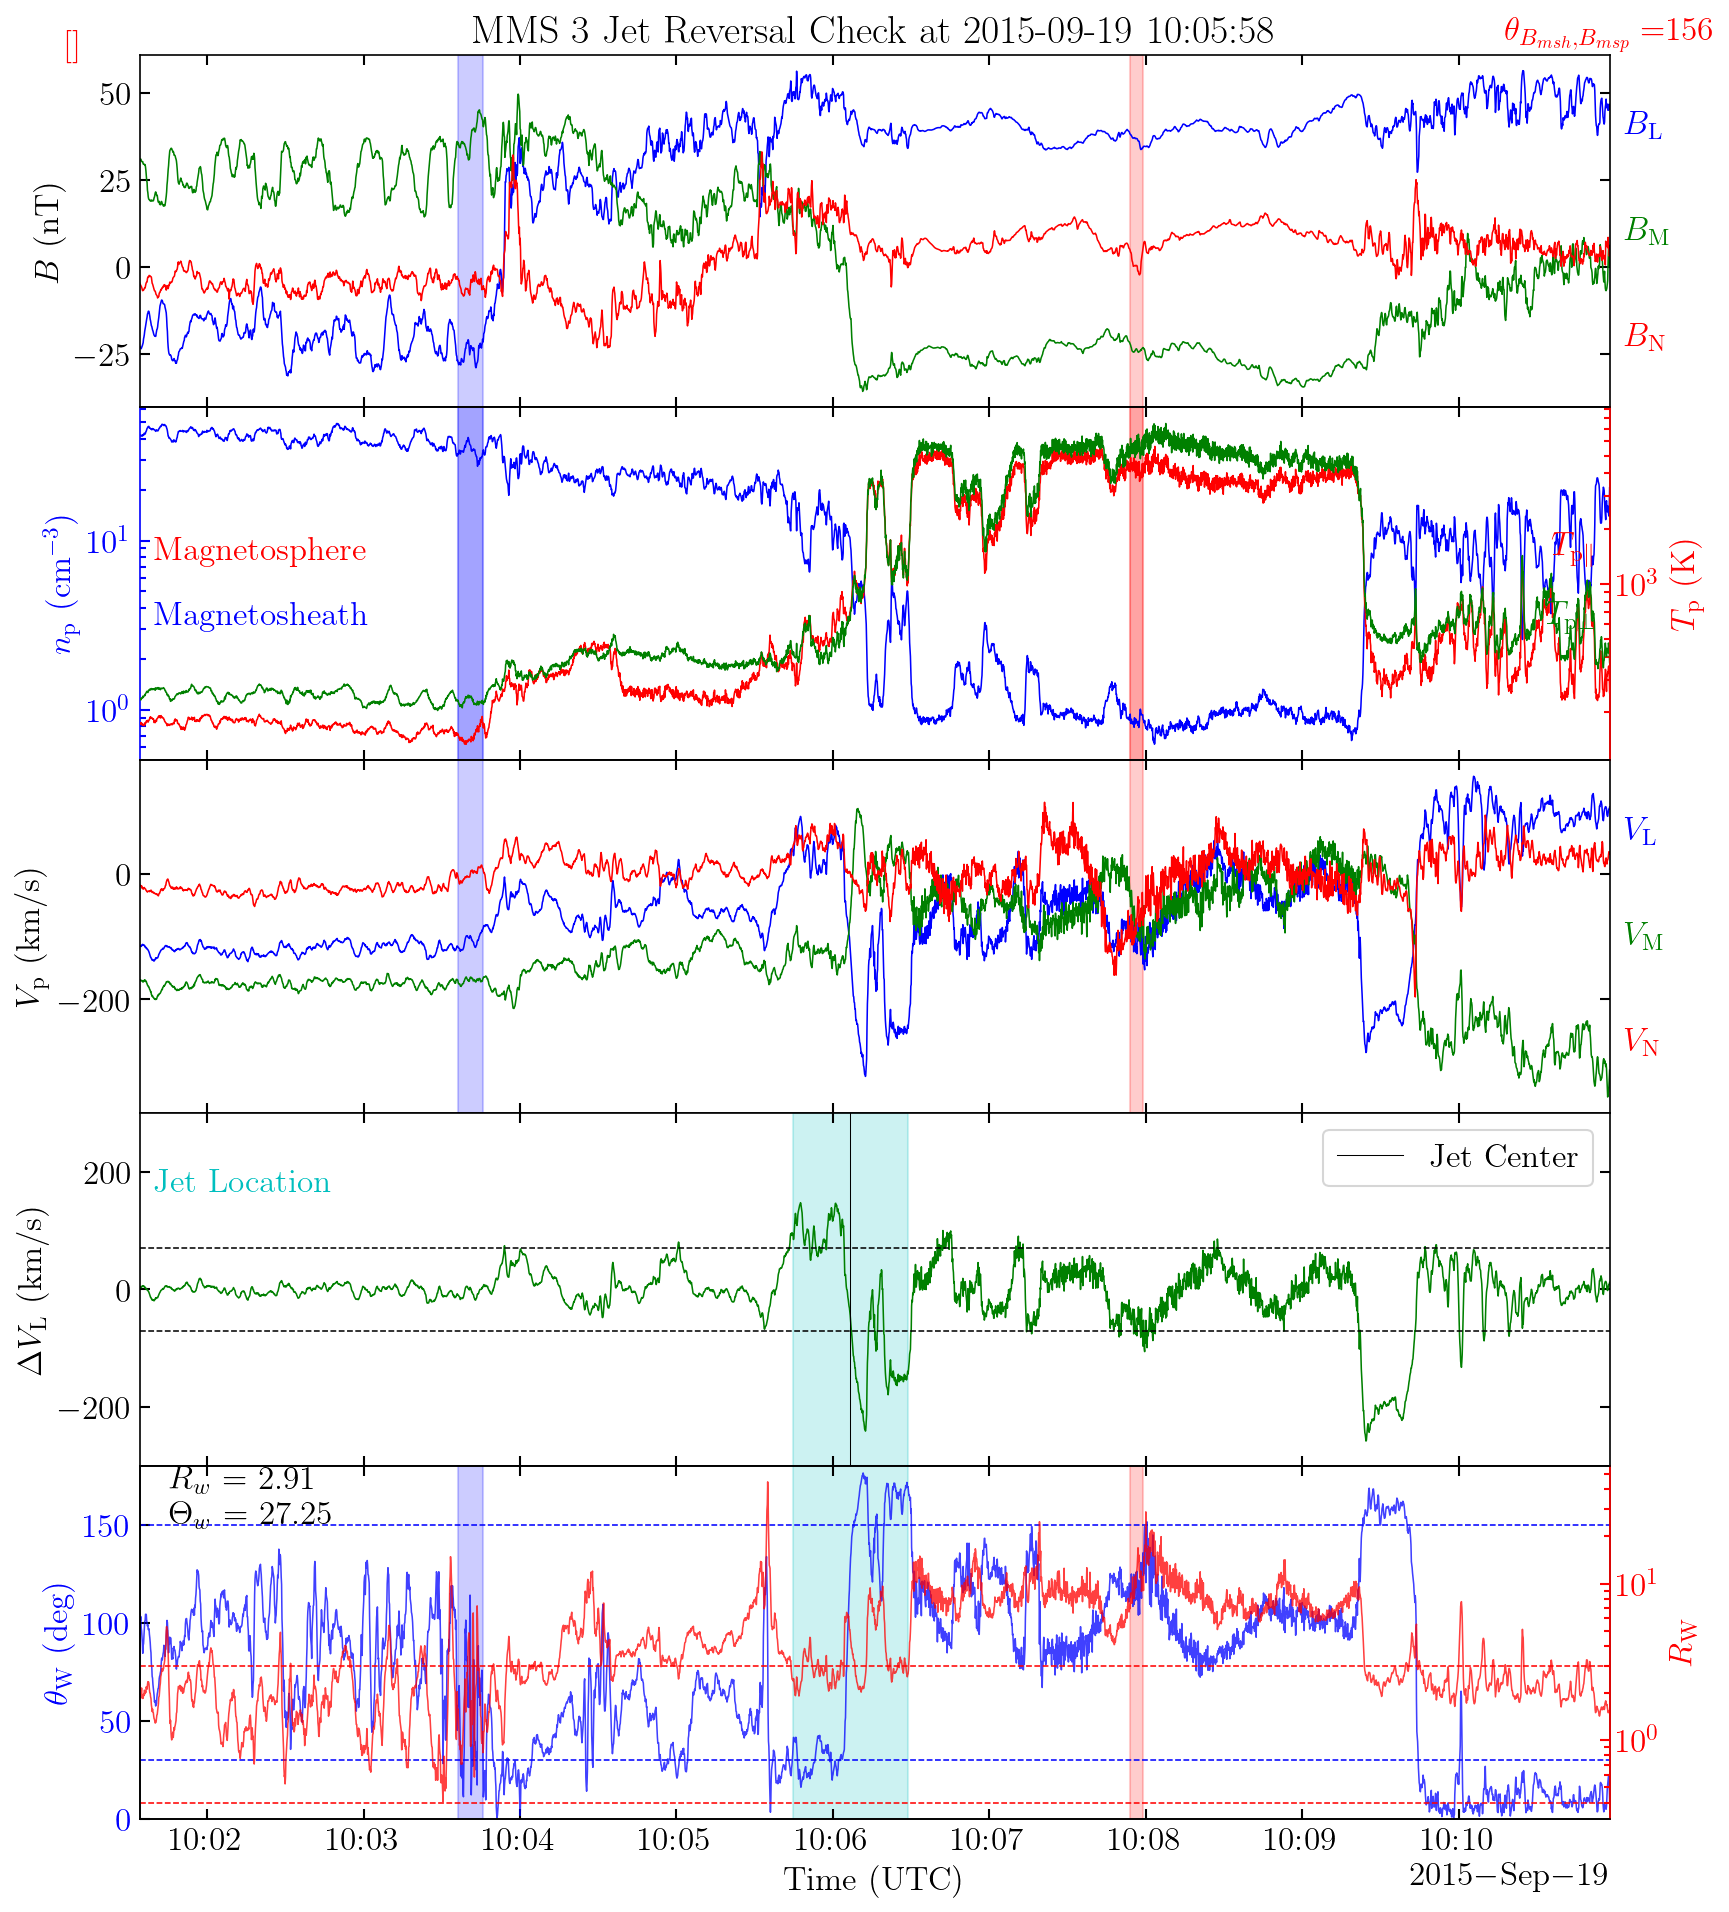 MMS 3 Jet Reversal Check at 2015-09-19 10:05:58
[]
θ_{B_{msh},B_{msp}} =156
B (nT)
50
25
0
−25
B_L
B_M
B_N
n_p (cm^{−3})
10^1
10^0
Magnetosphere
Magnetosheath
T_{p∥}
T_{p⊥}
10^3
T_p (K)
V_p (km/s)
0
−200
V_L
V_M
V_N
ΔV_L (km/s)
200
0
−200
Jet Location
Jet Center
R_w = 2.91
Θ_w = 27.25
θ_W (deg)
150
100
50
0
10^1
10^0
R_W
10:02 10:03 10:04 10:05 10:06 10:07 10:08 10:09 10:10
Time (UTC)
2015−Sep−19